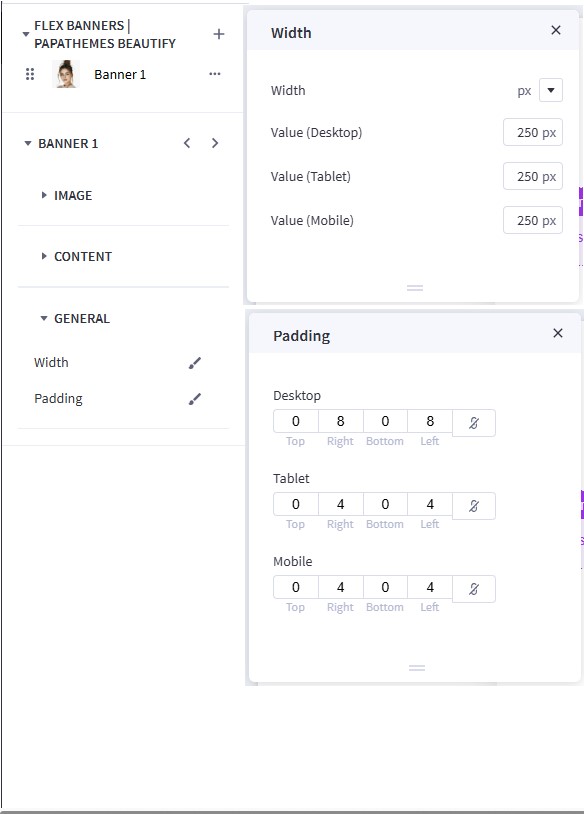 FLEX BANNERS |
PAPATHEMES BEAUTIFY
Banner 1
BANNER 1
IMAGE
CONTENT
GENERAL
Width
Padding
Width
Width px
Value (Desktop) 250 px
Value (Tablet) 250 px
Value (Mobile) 250 px
Padding
Desktop
0 8 0 8
Top Right Bottom Left
Tablet
0 4 0 4
Top Right Bottom Left
Mobile
0 4 0 4
Top Right Bottom Left